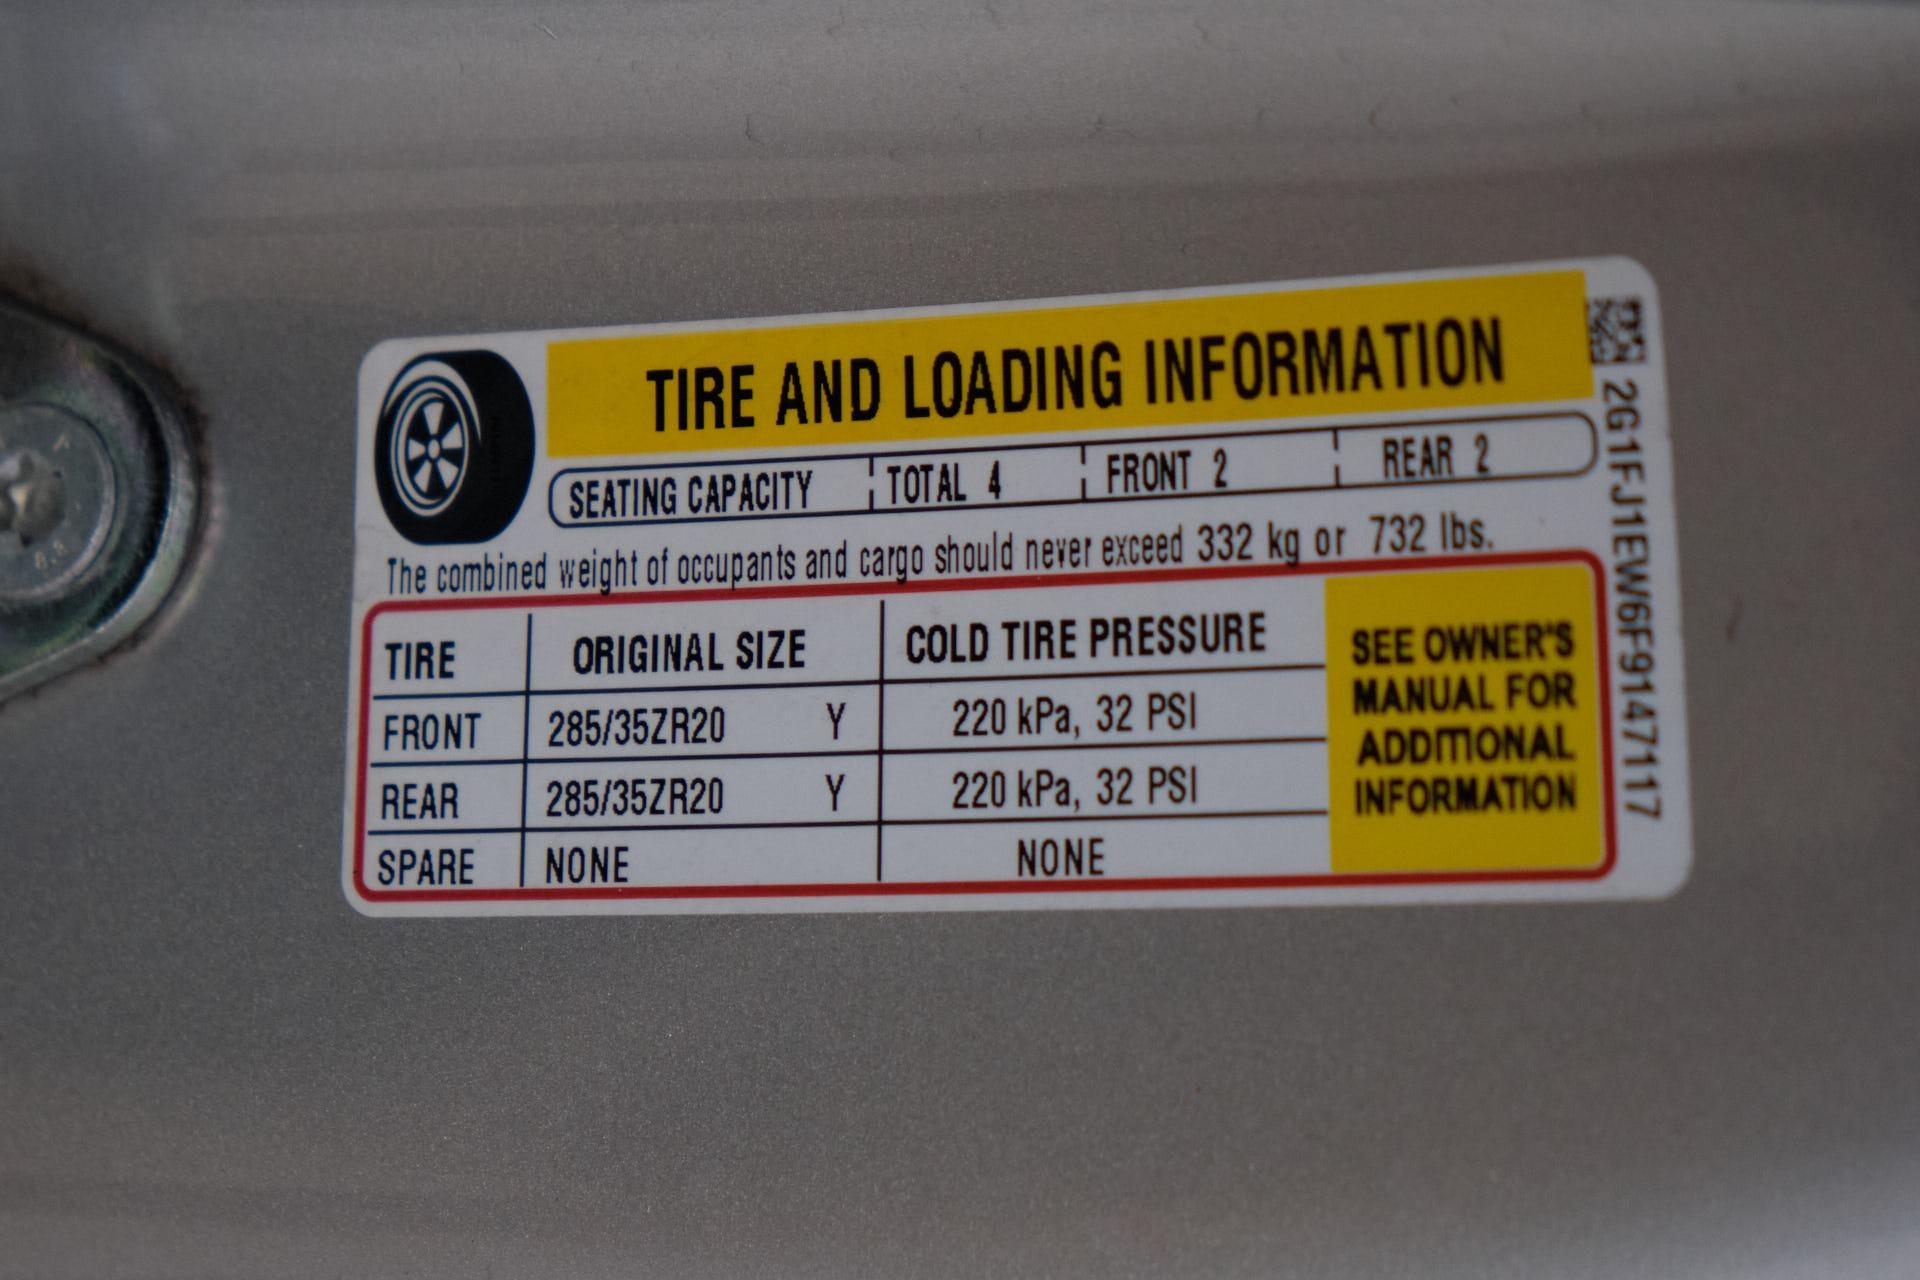 TIRE AND LOADING INFORMATION
SEATING CAPACITY TOTAL 4 FRONT 2 REAR 2
The combined weight of occupants and cargo should never exceed 332 kg or 732 lbs.
TIRE ORIGINAL SIZE COLD TIRE PRESSURE
FRONT 285/35ZR20 Y 220 kPa, 32 PSI
REAR 285/35ZR20 Y 220 kPa, 32 PSI
SPARE NONE NONE
SEE OWNER'S
MANUAL FOR
ADDITIONAL
INFORMATION
2G1FJ1EW6F9147117
8.8